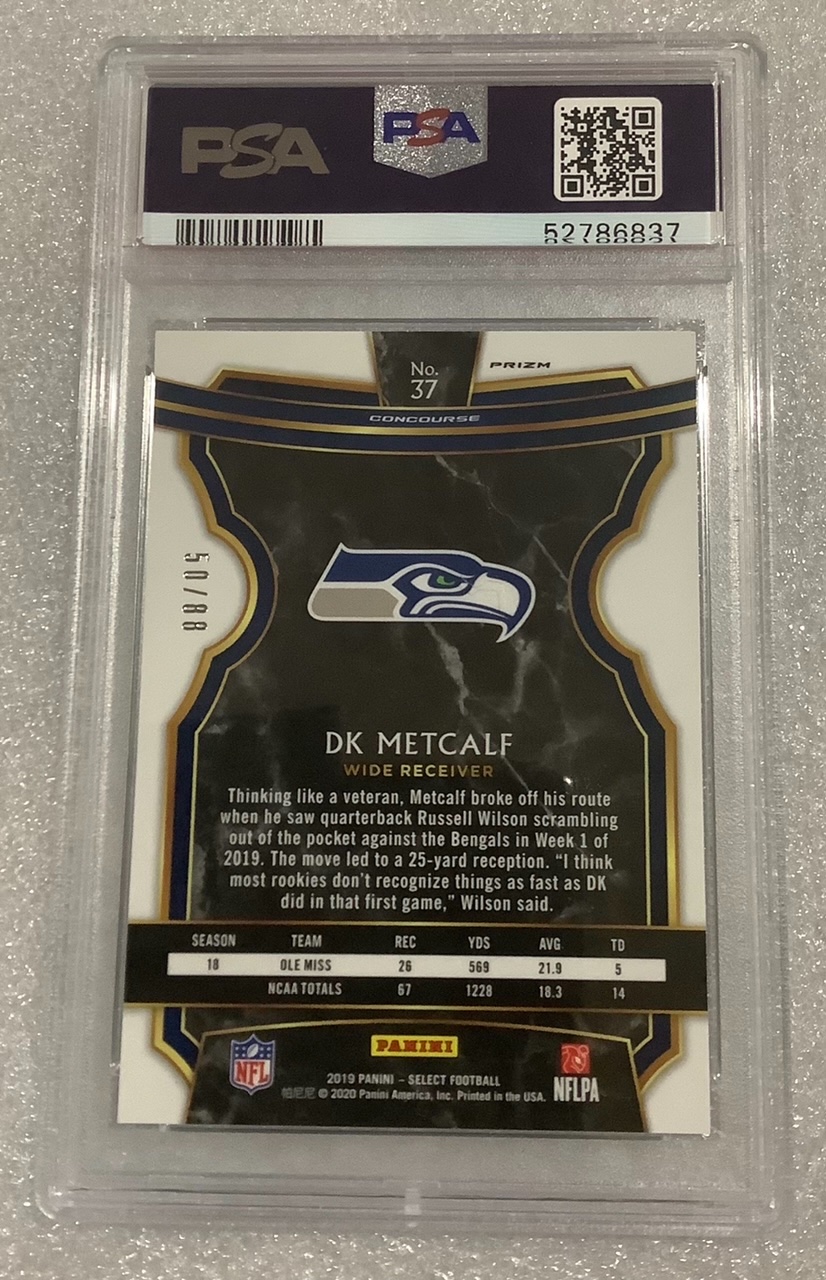 PSA PSA
52786837
No.
37
PRIZM
CONCOURSE
50/88
DK METCALF
WIDE RECEIVER
Thinking like a veteran, Metcalf broke off his route
when he saw quarterback Russell Wilson scrambling
out of the pocket against the Bengals in Week 1 of
2019. The move led to a 25-yard reception. “I think
most rookies don’t recognize things as fast as DK
did in that first game,” Wilson said.
SEASON TEAM REC YDS AVG TD
18 OLE MISS 26 569 21.9 5
NCAA TOTALS 67 1228 18.3 14
PANINI
NFL
2019 PANINI – SELECT FOOTBALL
帕尼尼 © 2020 Panini America, Inc. Printed in the USA.
NFLPA